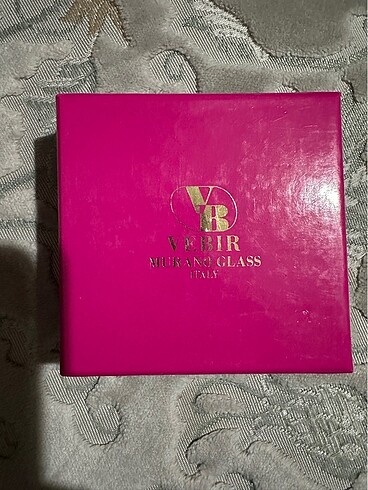 VB
VEBIR
MURANO GLASS
ITALY